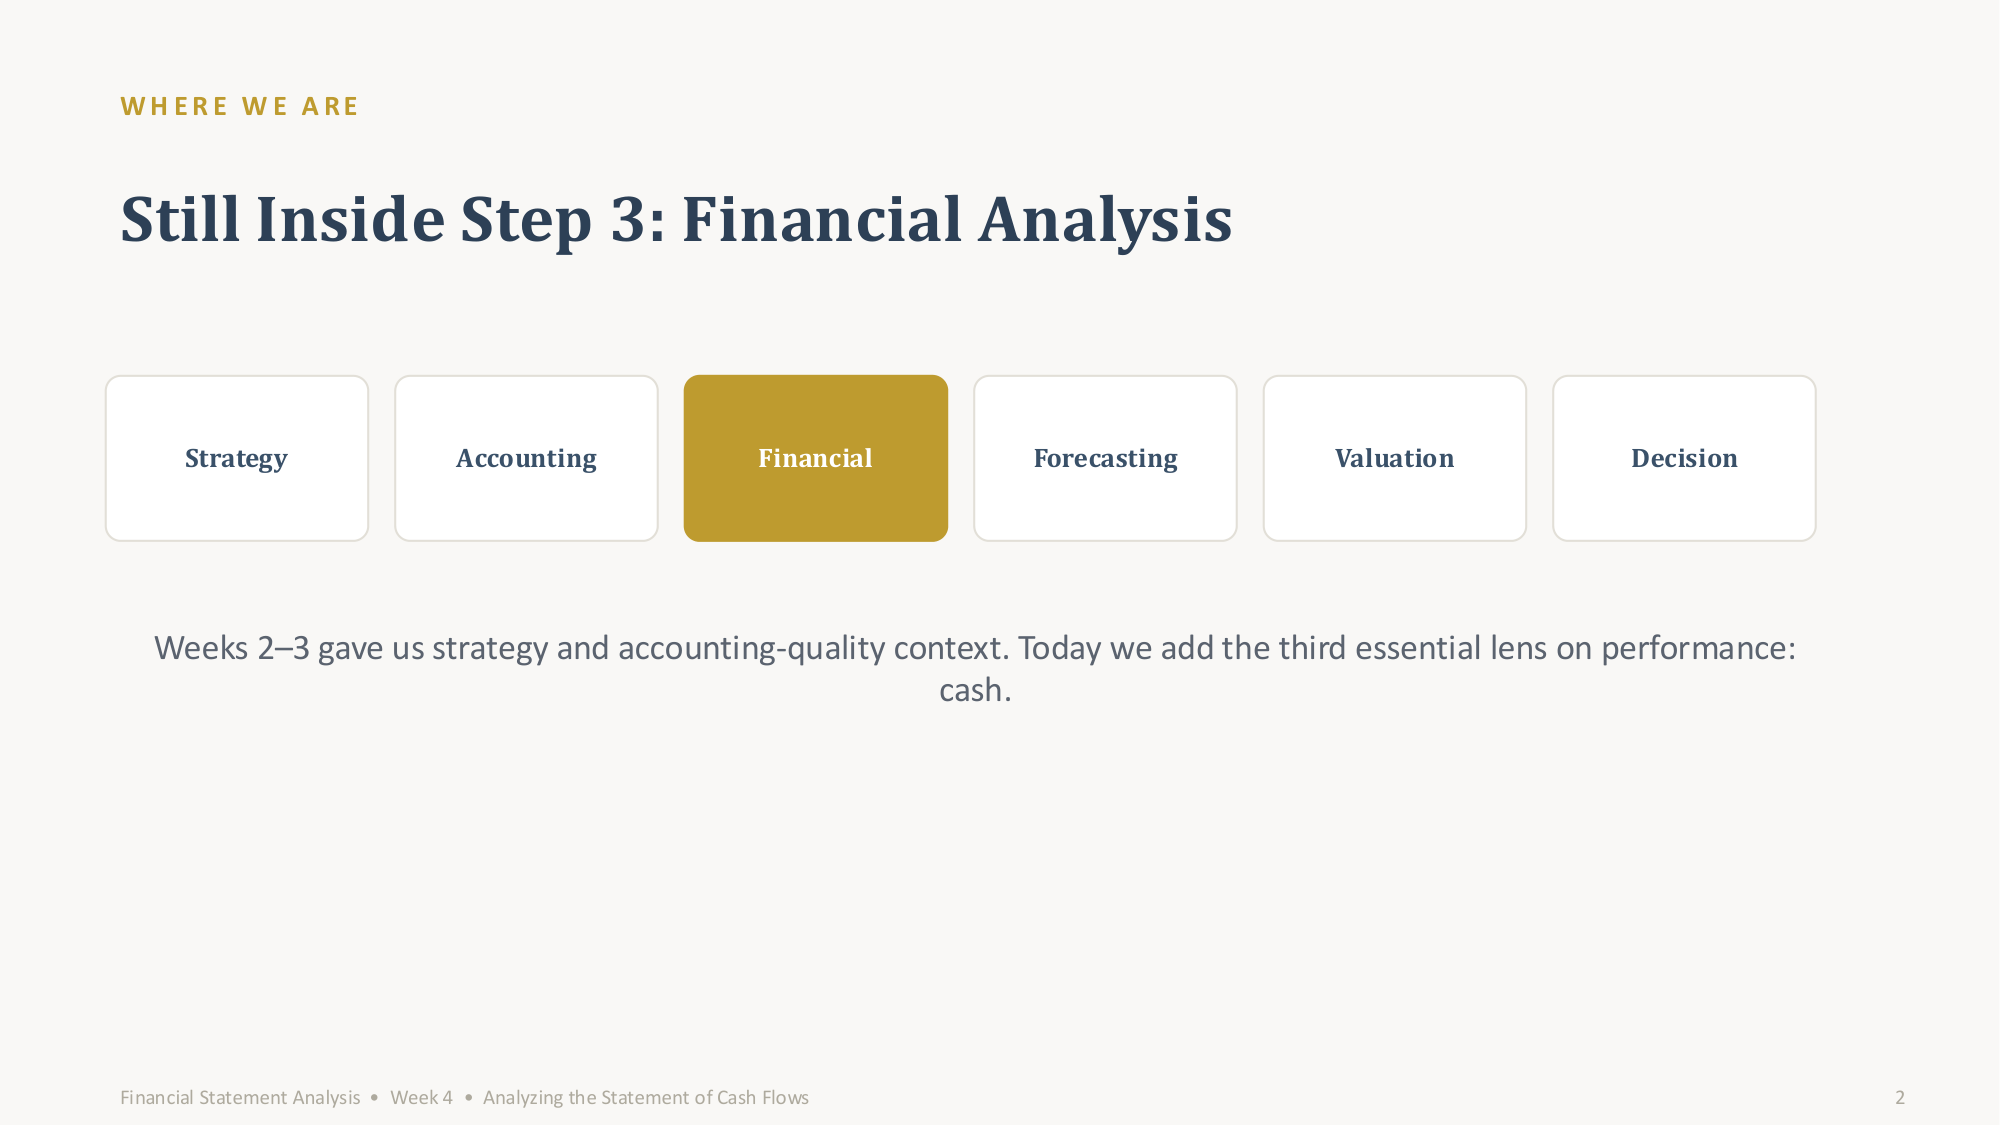 WHERE WE ARE
Still Inside Step 3: Financial Analysis
Strategy
Accounting
Financial
Forecasting
Valuation
Decision
Weeks 2–3 gave us strategy and accounting-quality context. Today we add the third essential lens on performance:
cash.
Financial Statement Analysis • Week 4 • Analyzing the Statement of Cash Flows
2